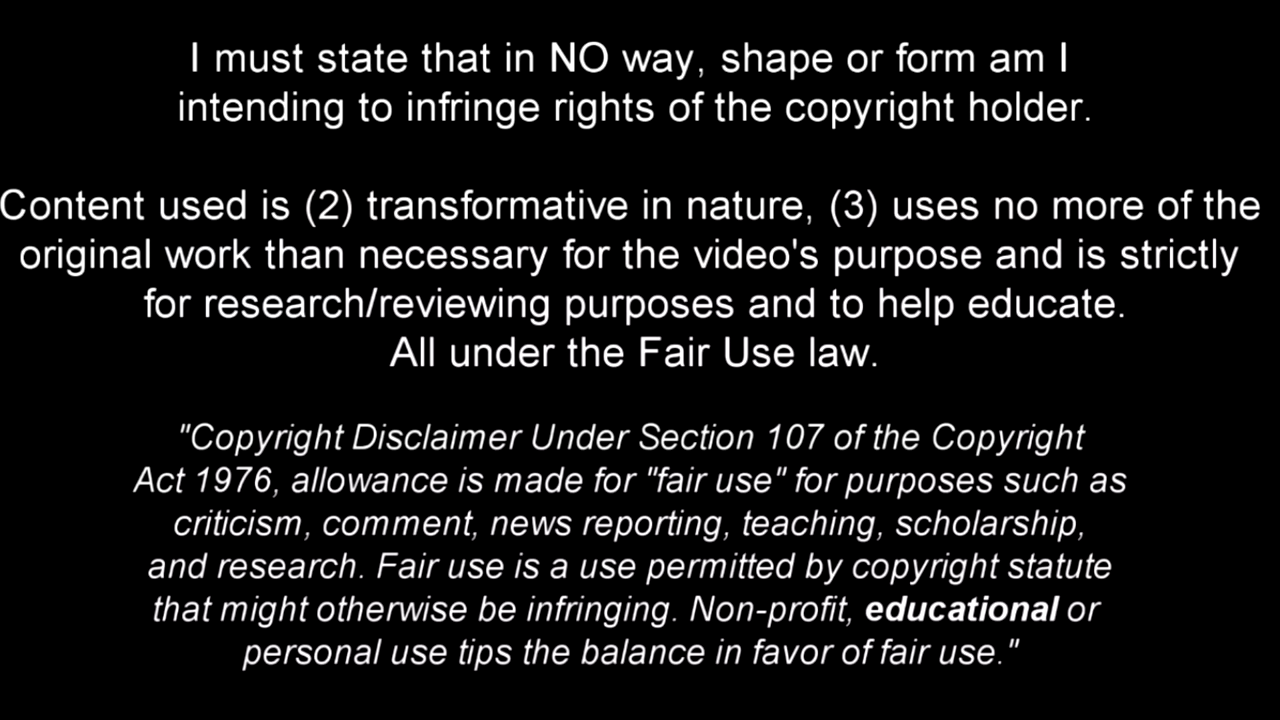 I must state that in NO way, shape or form am I
intending to infringe rights of the copyright holder.
Content used is (2) transformative in nature, (3) uses no more of the
original work than necessary for the video's purpose and is strictly
for research/reviewing purposes and to help educate.
All under the Fair Use law.
"Copyright Disclaimer Under Section 107 of the Copyright
Act 1976, allowance is made for "fair use" for purposes such as
criticism, comment, news reporting, teaching, scholarship,
and research. Fair use is a use permitted by copyright statute
that might otherwise be infringing. Non-profit, educational or
personal use tips the balance in favor of fair use."